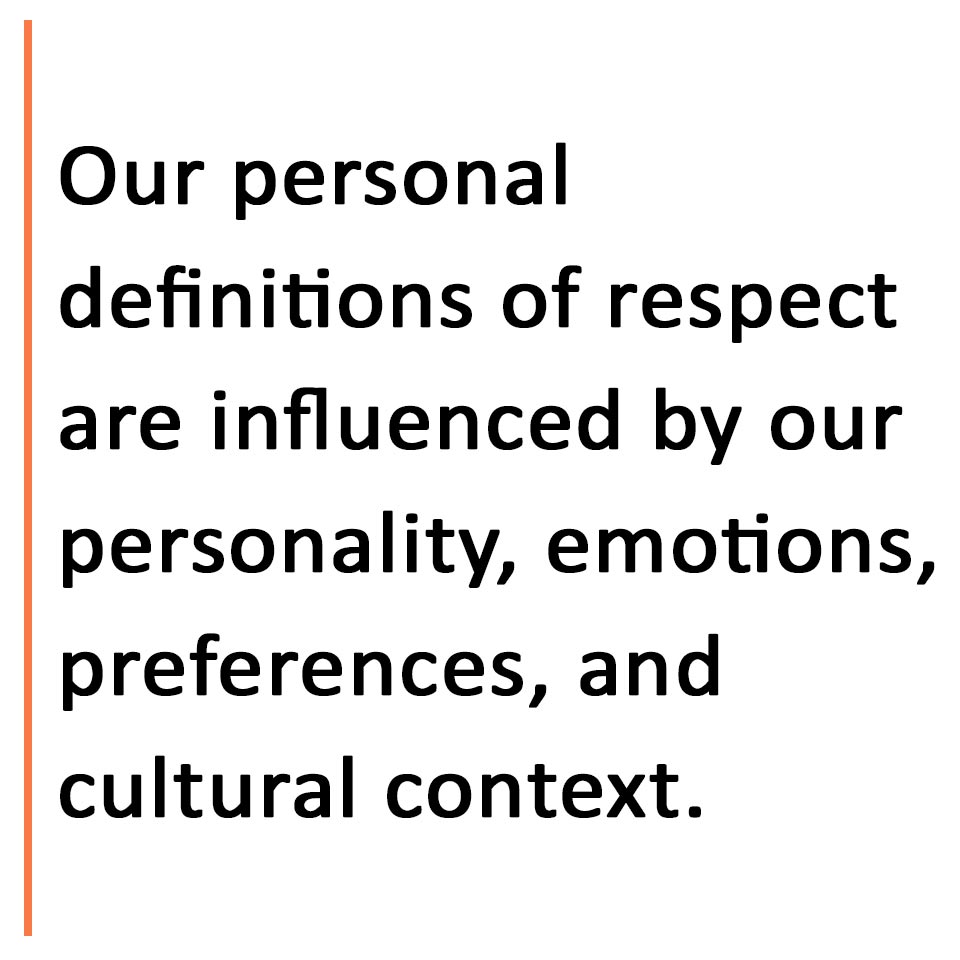 Our personal
definitions of respect
are influenced by our
personality, emotions,
preferences, and
cultural context.